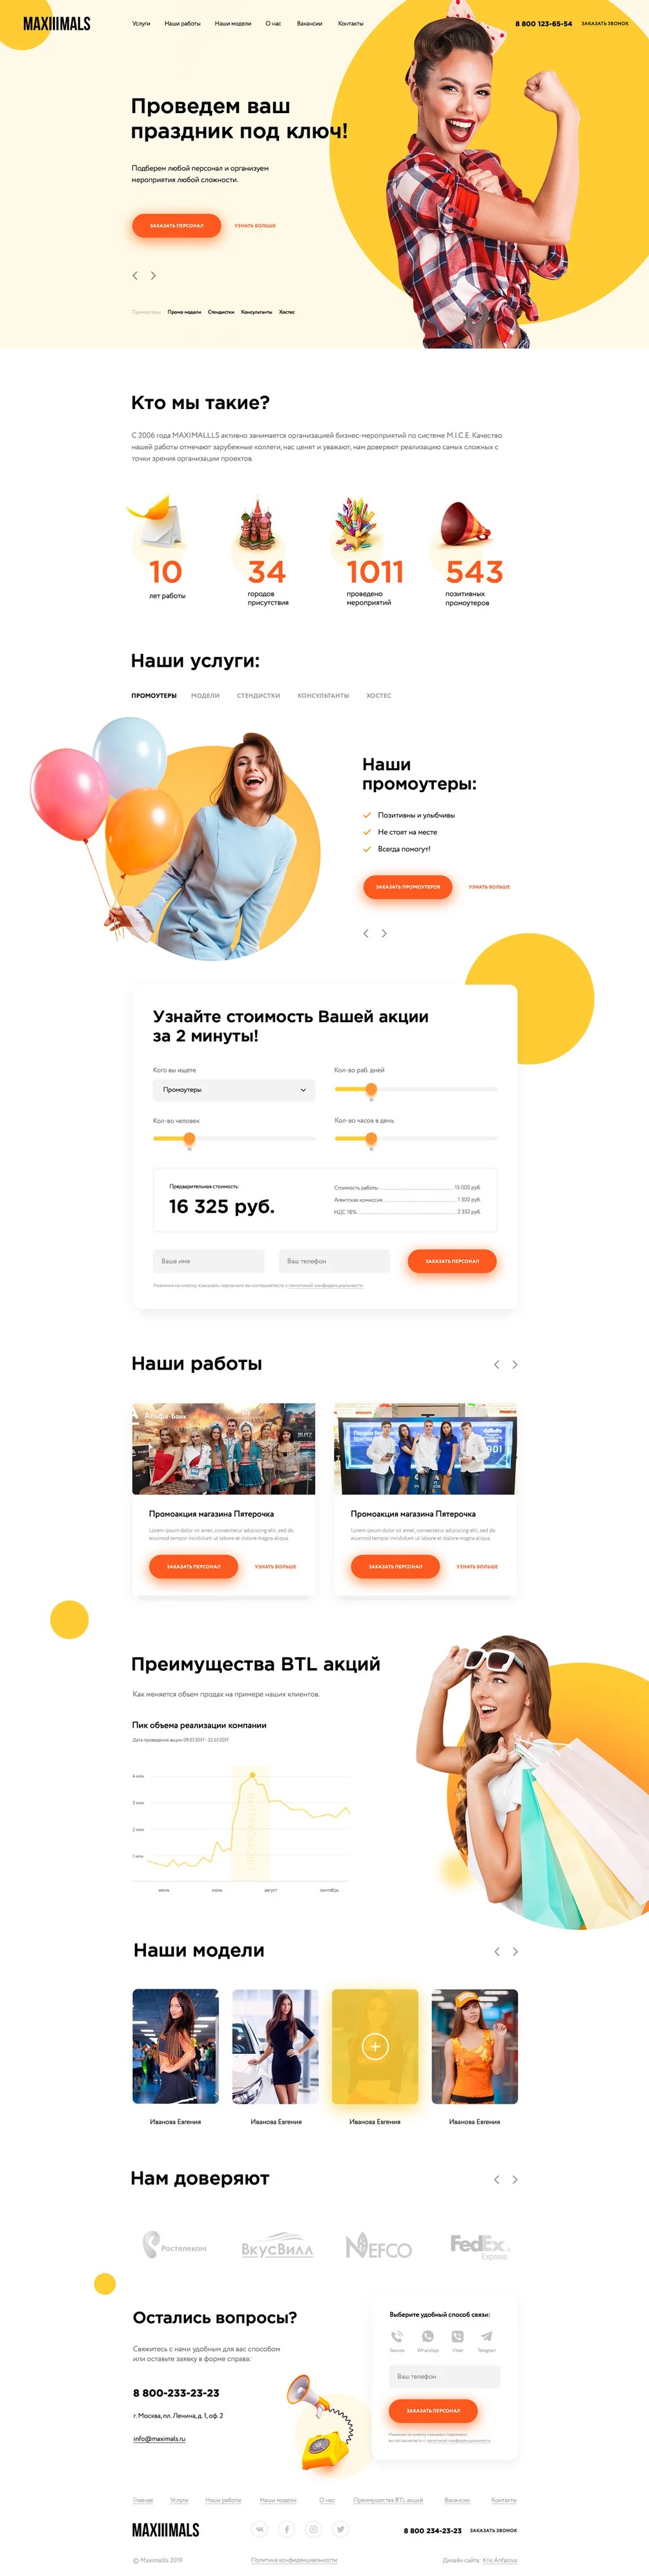 MAXIIIMALS
Услуги Наши работы Наши модели О нас Вакансии Контакты
8 800 123-65-54 ЗАКАЗАТЬ ЗВОНОК
Проведем ваш
праздник под ключ!
Подберем любой персонал и организуем
мероприятия любой сложности.
ЗАКАЗАТЬ ПЕРСОНАЛ УЗНАТЬ БОЛЬШЕ
Промоутеры Промо модели Стендистки Консультанты Хостес
Кто мы такие?
С 2006 года MAXIMALLLS активно занимается организацией бизнес-мероприятий по системе M.I.C.E. Качество
нашей работы отмечают зарубежные коллеги, нас ценят и уважают, нам доверяют реализацию самых сложных с
точки зрения организации проектов.
10
лет работы
34
городов
присутствия
1011
проведено
мероприятий
543
позитивных
промоутеров
Наши услуги:
ПРОМОУТЕРЫ МОДЕЛИ СТЕНДИСТКИ КОНСУЛЬТАНТЫ ХОСТЕС
Наши
промоутеры:
Позитивны и улыбчивы
Не стоят на месте
Всегда помогут!
ЗАКАЗАТЬ ПРОМОУТЕРОВ УЗНАТЬ БОЛЬШЕ
Узнайте стоимость Вашей акции
за 2 минуты!
Кого вы ищете
Промоутеры
Кол-во раб. дней
Кол-во человек
Кол-во часов в день
Предварительная стоимость:
16 325 руб.
Стоимость работы 15 000 руб.
Агентская комиссия 1 300 руб.
НДС 18% 2 352 руб.
Ваше имя
Ваш телефон
ЗАКАЗАТЬ ПЕРСОНАЛ
Нажимая на кнопку «заказать персонал» вы соглашаетесь с политикой конфиденциальности
Наши работы
Альфа-Банк
BLITZ
Gillette
901
Промоакция магазина Пятерочка
Lorem ipsum dolor sit amet, consectetur adipiscing elit, sed do
eiusmod tempor incididunt ut labore et dolore magna aliqua.
ЗАКАЗАТЬ ПЕРСОНАЛ УЗНАТЬ БОЛЬШЕ
Промоакция магазина Пятерочка
Lorem ipsum dolor sit amet, consectetur adipiscing elit, sed do
eiusmod tempor incididunt ut labore et dolore magna aliqua.
ЗАКАЗАТЬ ПЕРСОНАЛ УЗНАТЬ БОЛЬШЕ
Преимущества BTL акций
Как меняется объем продаж на примере наших клиентов.
Пик объема реализации компании
Дата проведения акции 09.07.2017 - 22.07.2017
4 млн
3 млн
2 млн
1 млн
ПРОМОАКЦИЯ
июнь июль август сентябрь
Наши модели
Иванова Евгения
Иванова Евгения
Иванова Евгения
Иванова Евгения
Нам доверяют
Ростелеком
ВкусВилл
NEFCO
FedEx
Express
Остались вопросы?
Свяжитесь с нами удобным для вас способом
или оставьте заявку в форме справа:
8 800-233-23-23
г. Москва, пл. Ленина, д. 1, оф. 2
info@maximals.ru
Выберите удобный способ связи:
Звонок WhatsApp Viber Telegram
Ваш телефон
ЗАКАЗАТЬ ПЕРСОНАЛ
Нажимая на кнопку «заказать персонал»
вы соглашаетесь с политикой конфиденциальности
Главная Услуги Наши работы Наши модели О нас Преимущества BTL акций Вакансии Контакты
MAXIIIMALS
8 800 234-23-23 ЗАКАЗАТЬ ЗВОНОК
© Maximallls 2019
Политика конфиденциальности
Дизайн сайта: Kris Anfalova